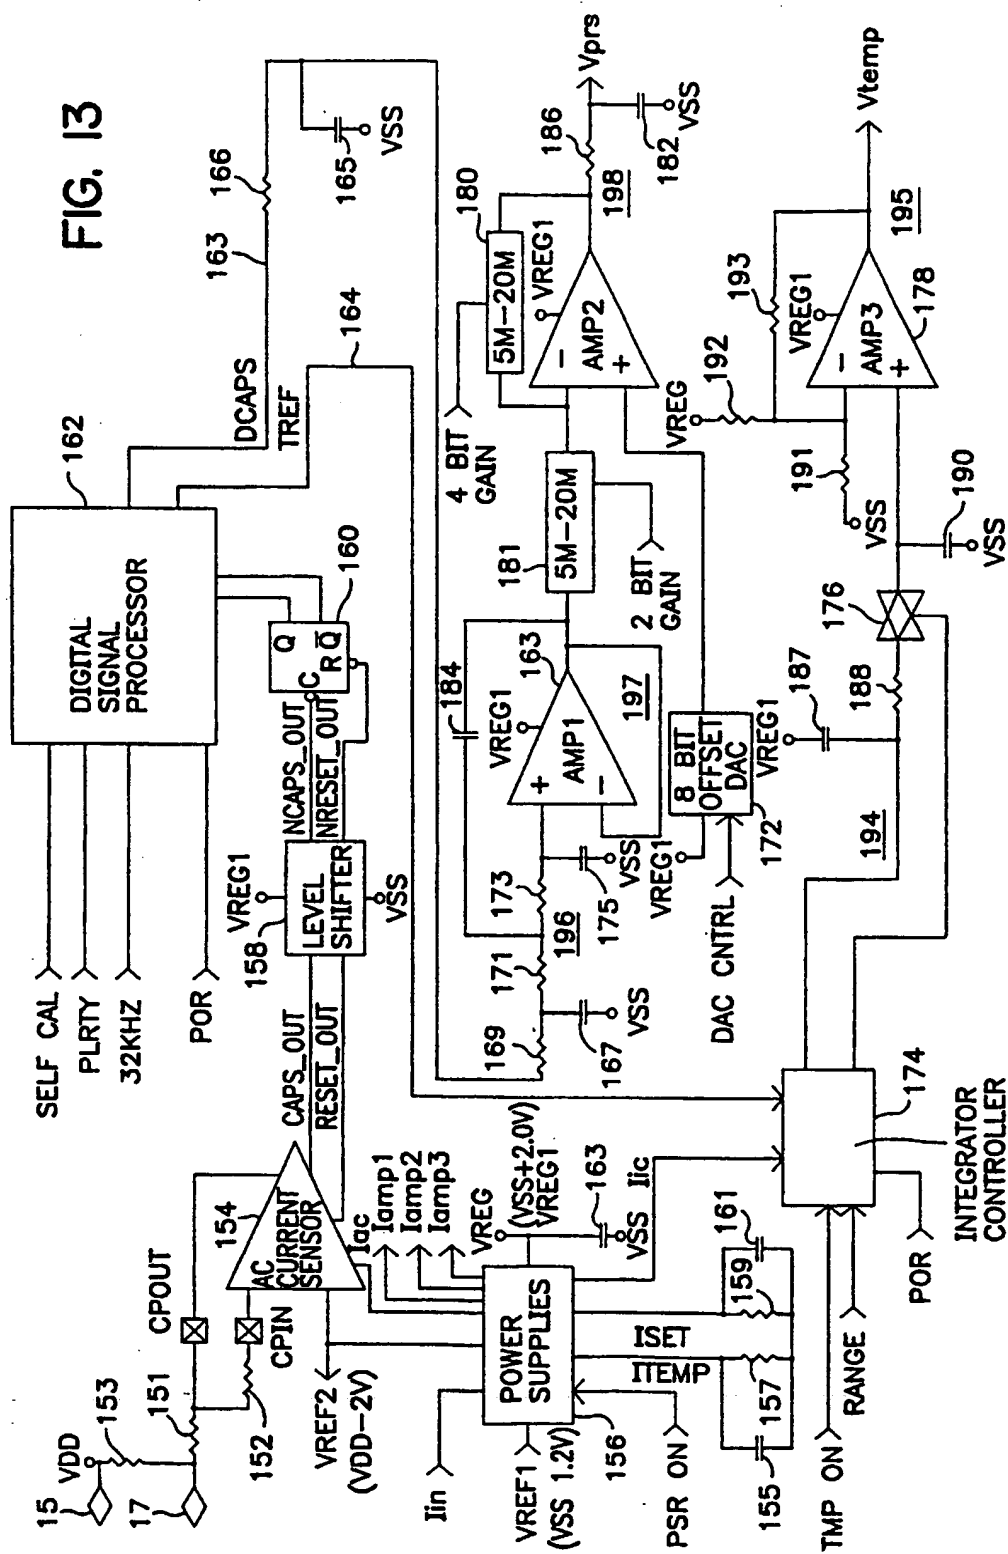 FIG. 13
15
17
VDD
153
151
152
CPOUT
CPIN
154
AC
CURRENT
SENSOR
VREF2
(VDD-2V)
Iac
CAPS_OUT
RESET_OUT
VREG1
158
LEVEL
SHIFTER
VSS
NCAPS_OUT
NRESET_OUT
C
Q
R
Q̅
160
SELF CAL
PLRTY
32KHZ
POR
DIGITAL
SIGNAL
PROCESSOR
162
DCAPS
TREF
163
166
164
165
VSS
Iin
VREF1
(VSS 1.2V)
POWER
SUPPLIES
156
PSR ON
Iamp1
Iamp2
Iamp3
VREG
(VSS+2.0V)
VREG1
163
VSS
Iic
ISET
ITEMP
155
157
159
161
169
167
VSS
171
196
173
175
VSS
184
VREG1
163
+
AMP1
-
197
181
5M-20M
2 BIT
GAIN
4 BIT
GAIN
180
5M-20M
VREG1
-
AMP2
+
198
186
Vprs
182
VSS
VREG1
8 BIT
OFFSET
DAC
172
DAC CNTRL
TMP ON
RANGE
POR
174
INTEGRATOR
CONTROLLER
194
VREG1
187
188
176
190
VSS
VSS
191
VREG
192
193
VREG1
-
AMP3
+
178
195
Vtemp